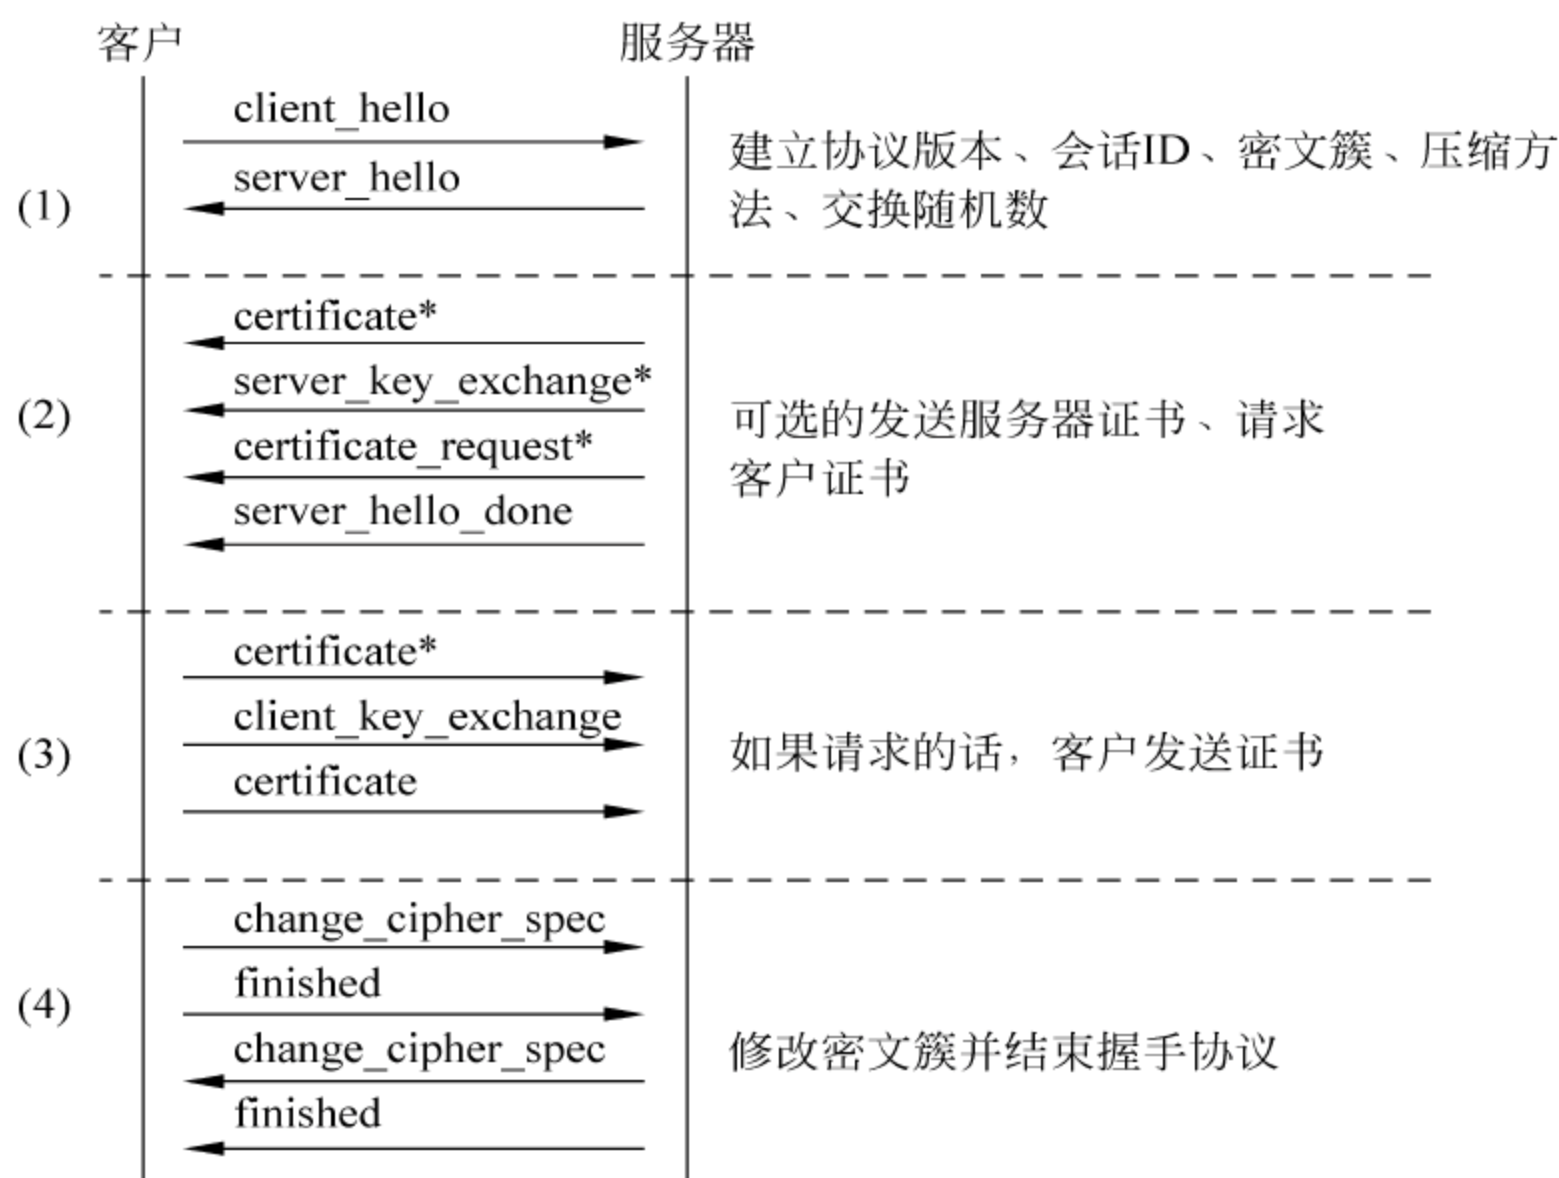 客户 服务器
client_hello
server_hello
(1)
建立协议版本、会话ID、密文簇、压缩方
法、交换随机数
certificate*
server_key_exchange*
(2)
certificate_request*
server_hello_done
可选的发送服务器证书、请求
客户证书
certificate*
client_key_exchange
(3)
certificate
如果请求的话，客户发送证书
change_cipher_spec
finished
(4)
change_cipher_spec
finished
修改密文簇并结束握手协议